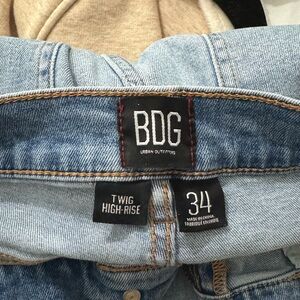 BDG
URBAN OUTFITTERS
TWIG
HIGH-RISE
34